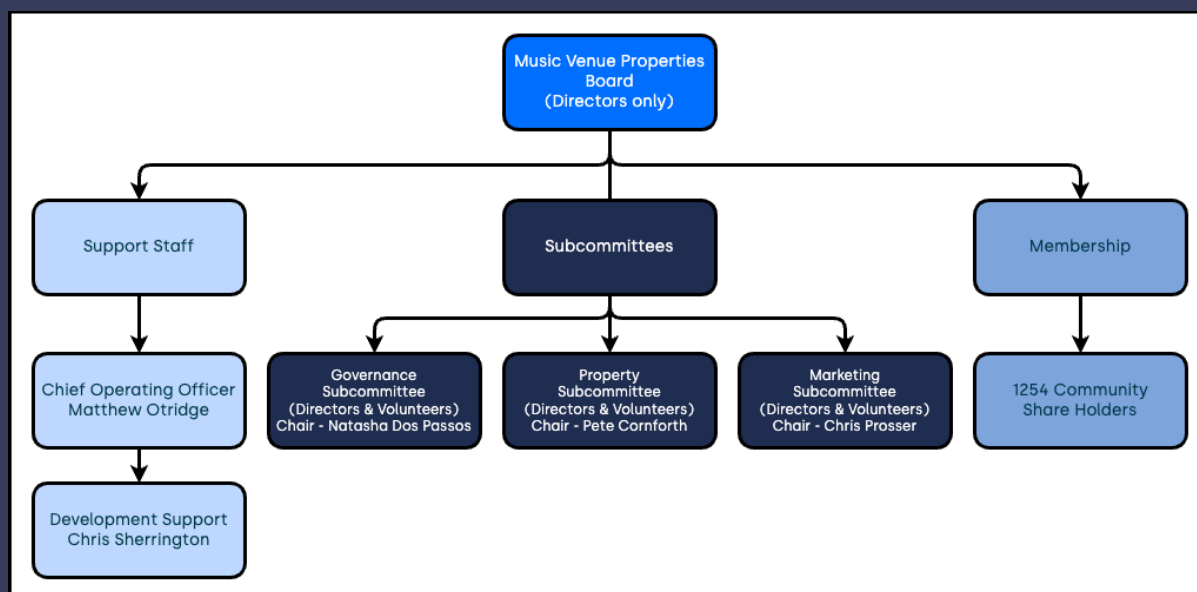 Music Venue Properties
Board
(Directors only)
Support Staff
Subcommittees
Membership
Chief Operating Officer
Matthew Otridge
Governance
Subcommittee
(Directors & Volunteers)
Chair - Natasha Dos Passos
Property
Subcommittee
(Directors & Volunteers)
Chair - Pete Cornforth
Marketing
Subcommittee
(Directors & Volunteers)
Chair - Chris Prosser
1254 Community
Share Holders
Development Support
Chris Sherrington